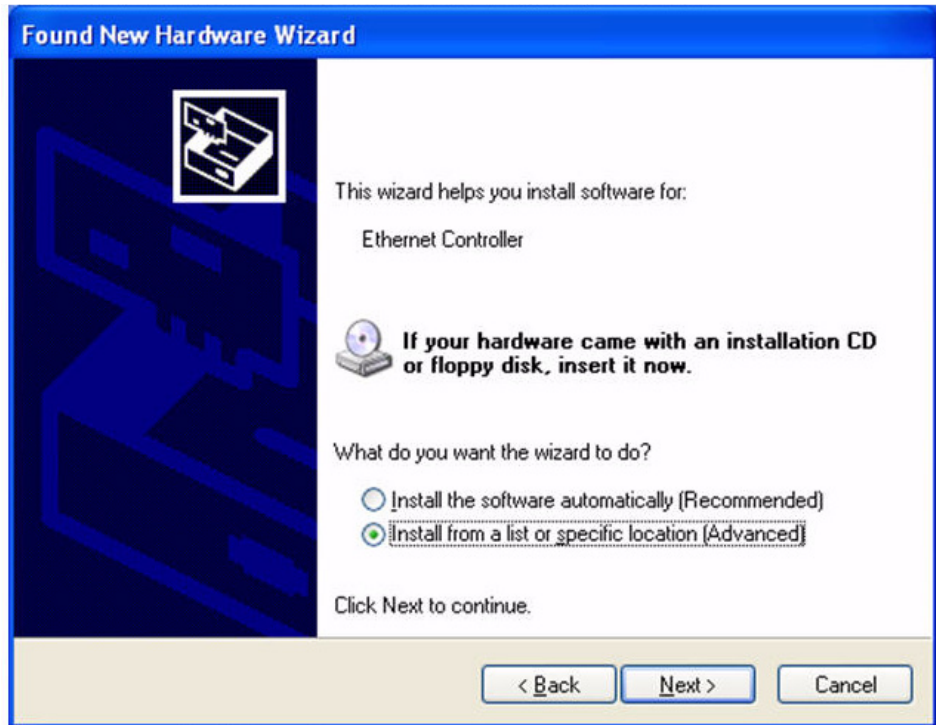 Found New Hardware Wizard
This wizard helps you install software for:
Ethernet Controller
If your hardware came with an installation CD
or floppy disk, insert it now.
What do you want the wizard to do?
Install the software automatically (Recommended)
Install from a list or specific location (Advanced)
Click Next to continue.
< Back Next > Cancel